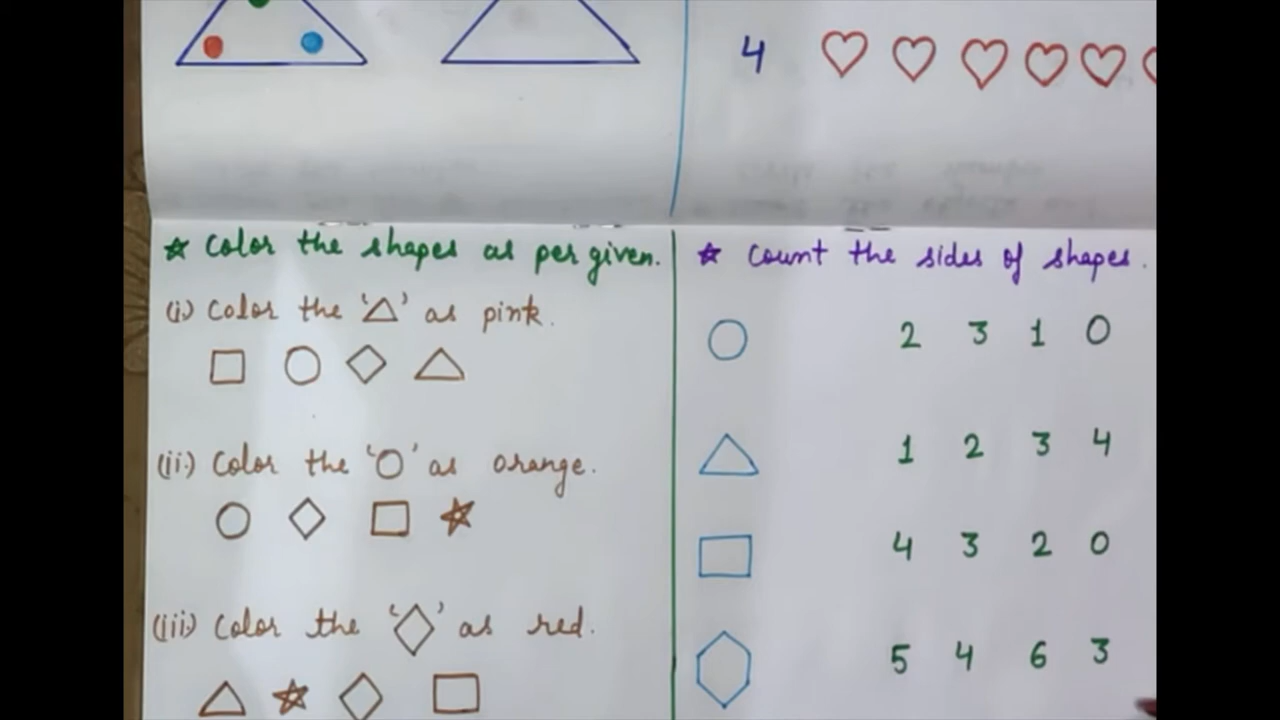 4
☆ Color the shapes as per given.
(i) Color the '△' as pink.
(ii) Color the '○' as orange.
(iii) Color the '◇' as red.
☆ Count the sides of shapes.
2 3 1 0
1 2 3 4
4 3 2 0
5 4 6 3